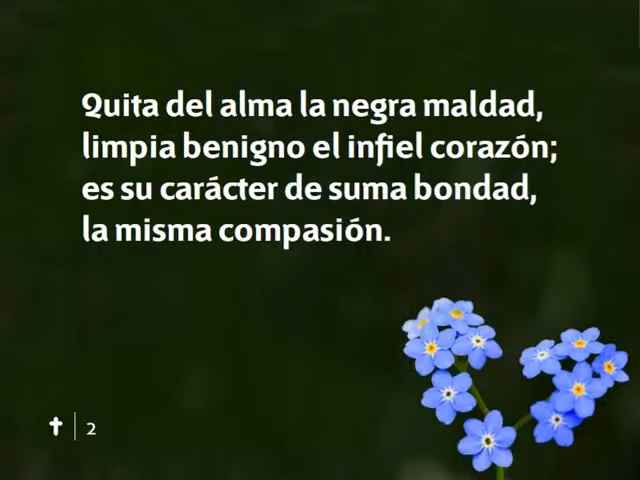 Quita del alma la negra maldad,
limpia benigno el infiel corazón;
es su carácter de suma bondad,
la misma compasión.
2